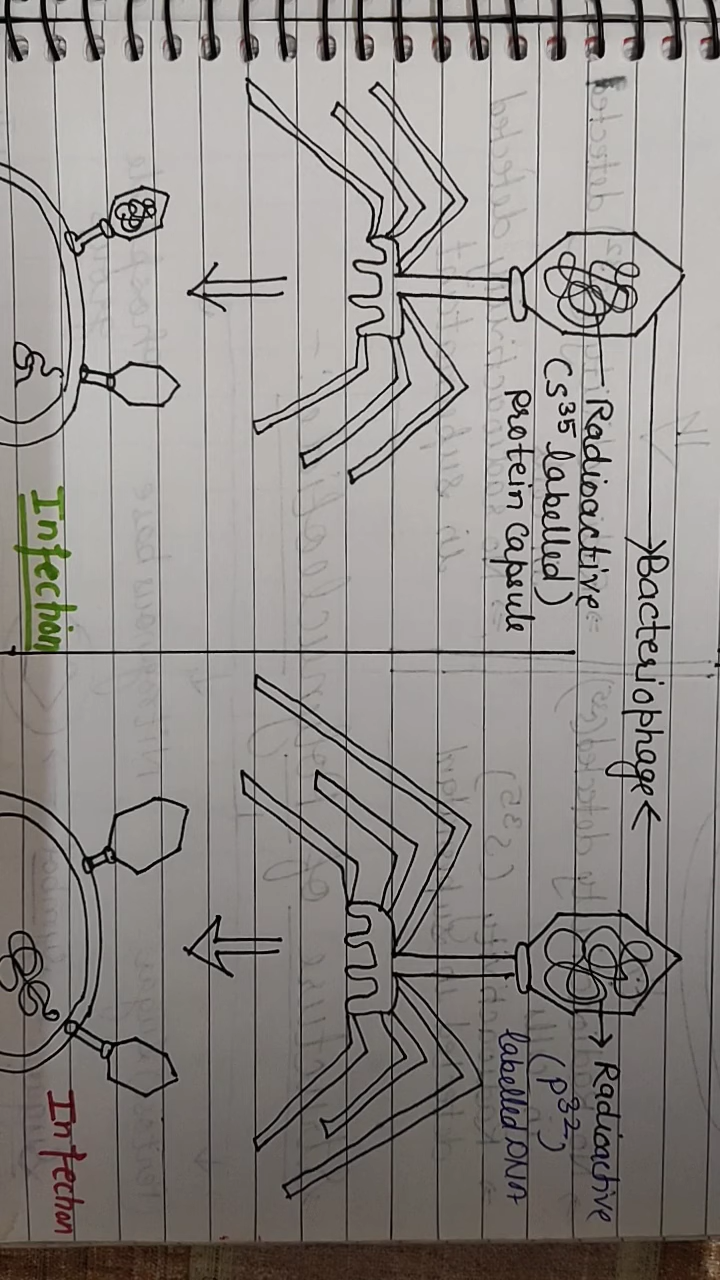 Bacteriophage
Radioactive
(S³⁵ labelled)
protein capsule
Radioactive
(p³²)
labelled DNA
Infection
Infection